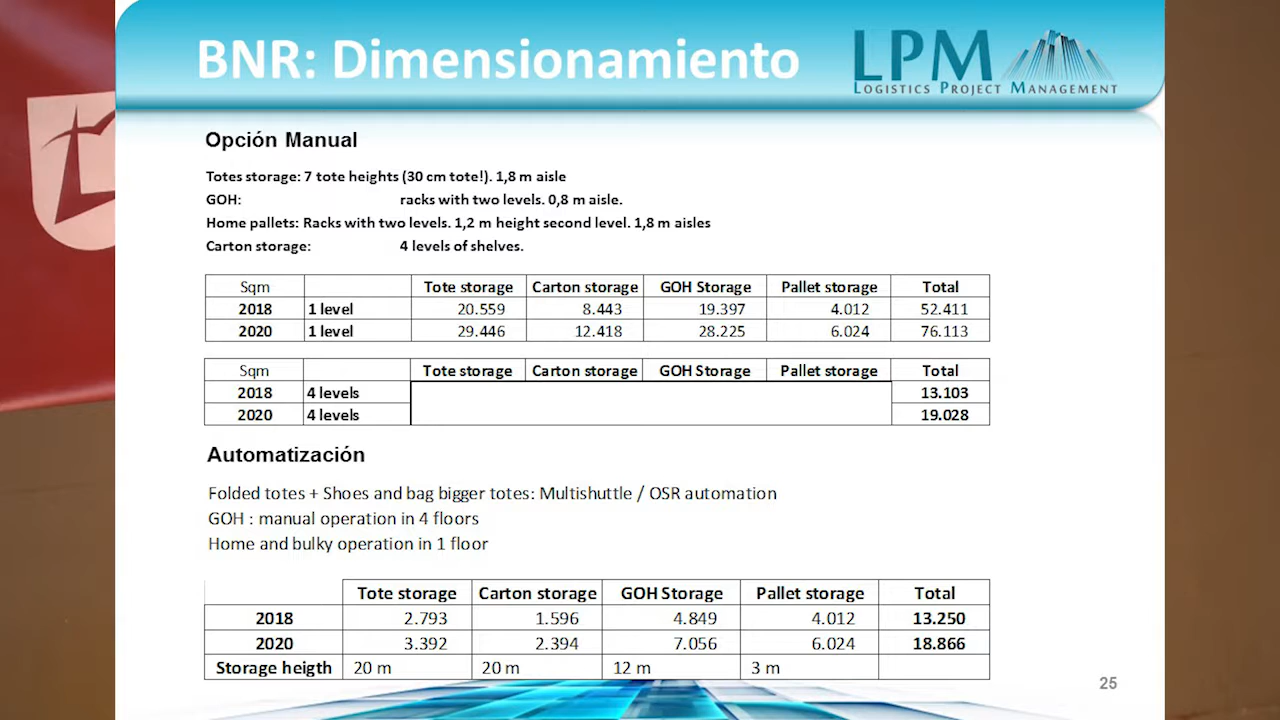 BNR: Dimensionamiento
LPM
LOGISTICS PROJECT MANAGEMENT
Opción Manual
Totes storage: 7 tote heights (30 cm tote!). 1,8 m aisle
GOH: racks with two levels. 0,8 m aisle.
Home pallets: Racks with two levels. 1,2 m height second level. 1,8 m aisles
Carton storage: 4 levels of shelves.
Sqm Tote storage Carton storage GOH Storage Pallet storage Total
2018 1 level 20.559 8.443 19.397 4.012 52.411
2020 1 level 29.446 12.418 28.225 6.024 76.113
Sqm Tote storage Carton storage GOH Storage Pallet storage Total
2018 4 levels 13.103
2020 4 levels 19.028
Automatización
Folded totes + Shoes and bag bigger totes: Multishuttle / OSR automation
GOH : manual operation in 4 floors
Home and bulky operation in 1 floor
Tote storage Carton storage GOH Storage Pallet storage Total
2018 2.793 1.596 4.849 4.012 13.250
2020 3.392 2.394 7.056 6.024 18.866
Storage heigth 20 m 20 m 12 m 3 m
25